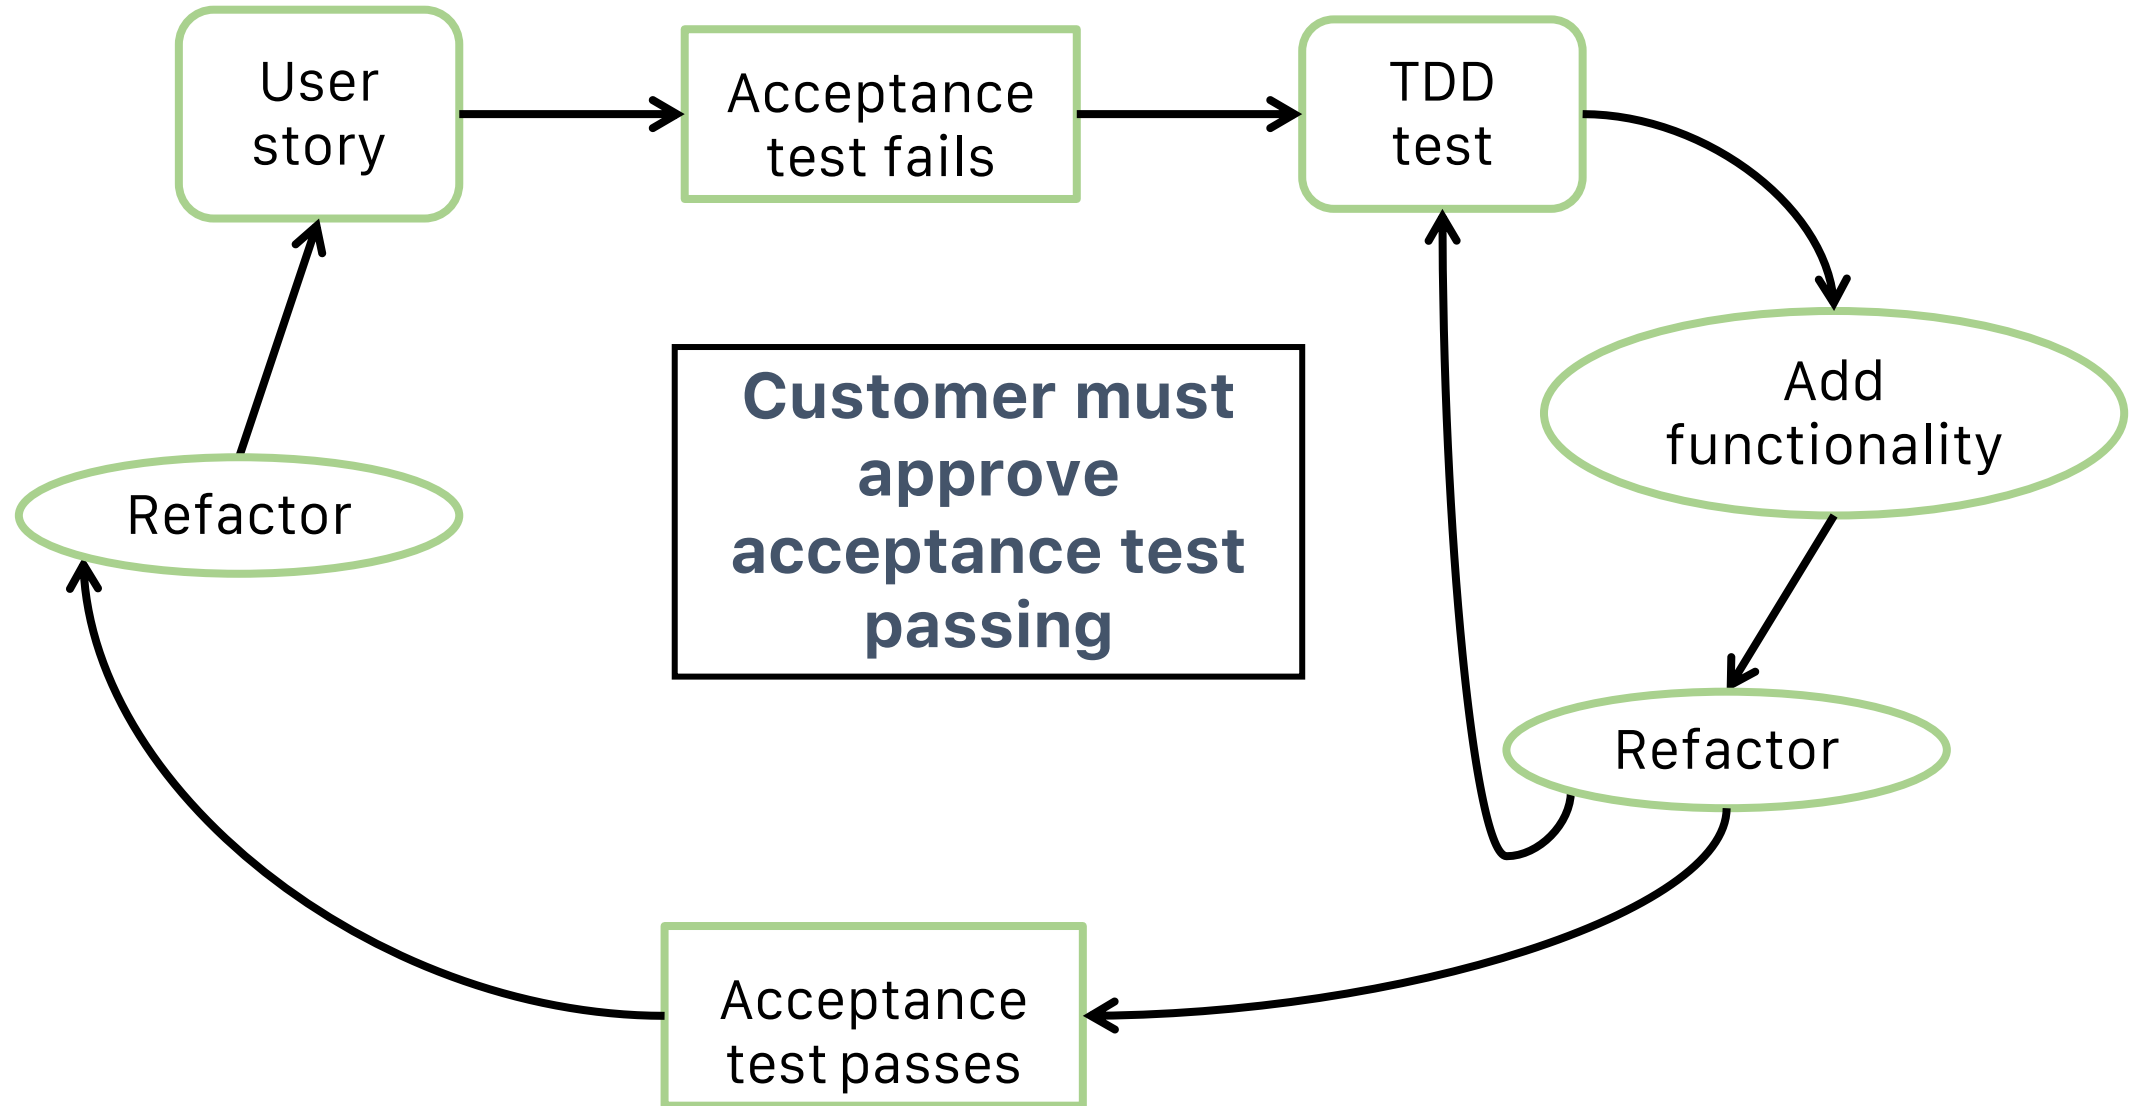 User
story
Acceptance
test fails
TDD
test
Customer must
approve
acceptance test
passing
Add
functionality
Refactor
Refactor
Acceptance
test passes